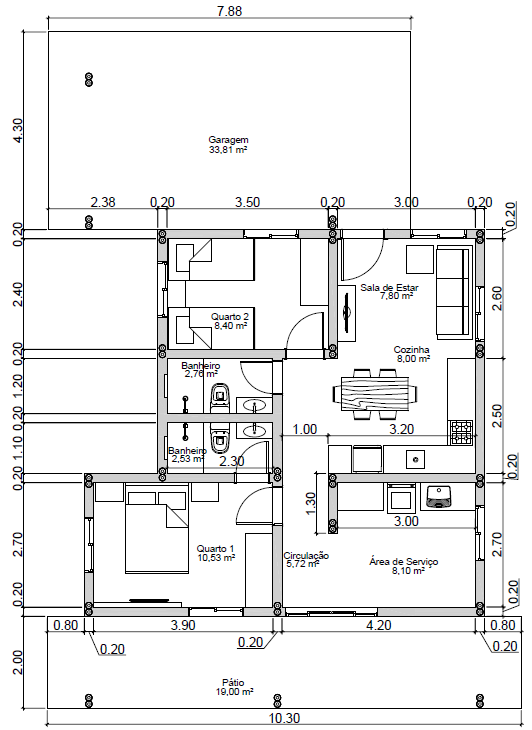 7.88
4.30
Garagem
33,81 m²
2.38
0.20
3.50
0.20
3.00
0.20
0.20
0.20
2.40
Quarto 2
8,40 m²
Sala de Estar
7,80 m²
2.60
0.20
Cozinha
8,00 m²
Banheiro
2,76 m²
1.20
2.50
0.20
1.00
3.20
1.10
Banheiro
2,53 m²
2.30
0.20
0.20
1.30
3.00
2.70
Quarto 1
10,53 m²
Circulação
5,72 m²
Área de Serviço
8,10 m²
2.70
0.20
0.20
0.80
3.90
4.20
0.80
0.20
0.20
0.20
2.00
Pátio
19,00 m²
10.30